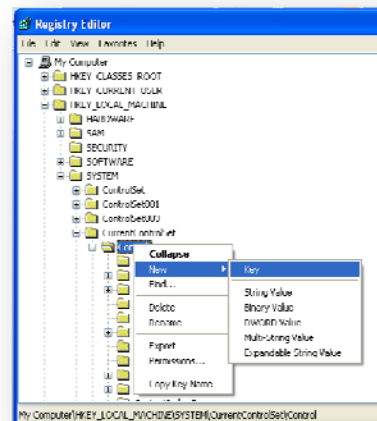 Registry Editor
File Edit View Favorites Help
My Computer
HKEY_CLASSES_ROOT
HKEY_CURRENT_USER
HKEY_LOCAL_MACHINE
HARDWARE
SAM
SECURITY
SOFTWARE
SYSTEM
ControlSet
ControlSet001
ControlSet003
CurrentControlSet
Collapse
New
Find...
Delete
Rename
Export
Permissions...
Copy Key Name
Key
String Value
Binary Value
DWORD Value
Multi-String Value
Expandable String Value
My Computer\HKEY_LOCAL_MACHINE\SYSTEM\CurrentControlSet\Control